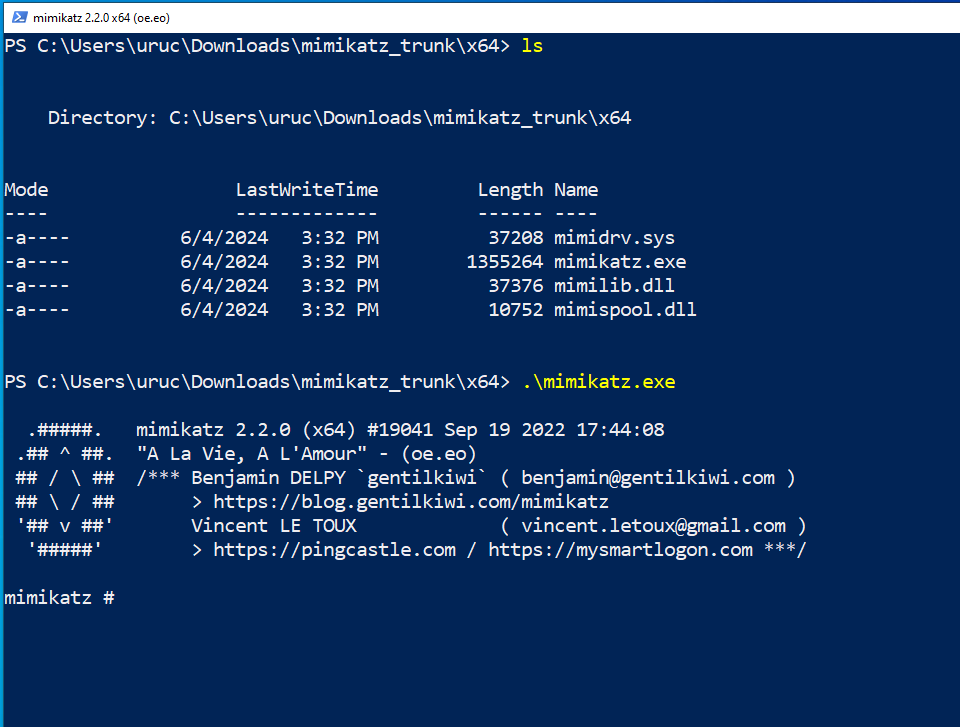 mimikatz 2.2.0 x64 (oe.eo)
PS C:\Users\uruc\Downloads\mimikatz_trunk\x64> ls
Directory: C:\Users\uruc\Downloads\mimikatz_trunk\x64
Mode                 LastWriteTime         Length Name
----                 -------------         ------ ----
-a----          6/4/2024   3:32 PM          37208 mimidrv.sys
-a----          6/4/2024   3:32 PM        1355264 mimikatz.exe
-a----          6/4/2024   3:32 PM          37376 mimilib.dll
-a----          6/4/2024   3:32 PM          10752 mimispool.dll
PS C:\Users\uruc\Downloads\mimikatz_trunk\x64> .\mimikatz.exe
  .#####.   mimikatz 2.2.0 (x64) #19041 Sep 19 2022 17:44:08
 .## ^ ##.  "A La Vie, A L'Amour" - (oe.eo)
 ## / \ ##  /*** Benjamin DELPY `gentilkiwi` ( benjamin@gentilkiwi.com )
 ## \ / ##       > https://blog.gentilkiwi.com/mimikatz
 '## v ##'       Vincent LE TOUX             ( vincent.letoux@gmail.com )
  '#####'        > https://pingcastle.com / https://mysmartlogon.com ***/
mimikatz #